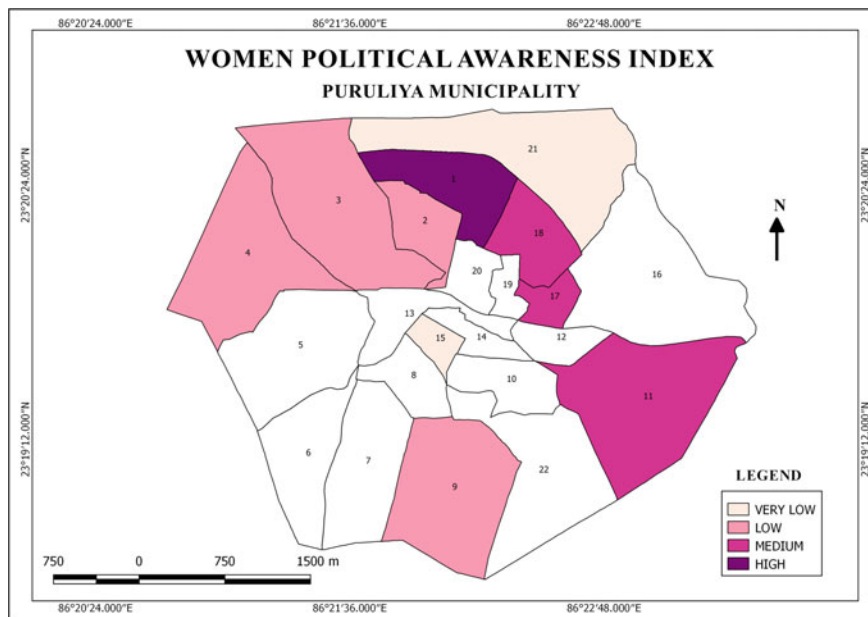 86°20'24.000"E 86°21'36.000"E 86°22'48.000"E
WOMEN POLITICAL AWARENESS INDEX
PURULIYA MUNICIPALITY
23°20'24.000"N
23°20'24.000"N
21
1
3
2
18
4
N
20
16
19
17
13
12
5
15
14
8
10
11
23°19'12.000"N
23°19'12.000"N
6
7
22
9
LEGEND
VERY LOW
LOW
MEDIUM
HIGH
750 0 750 1500 m
86°20'24.000"E 86°21'36.000"E 86°22'48.000"E